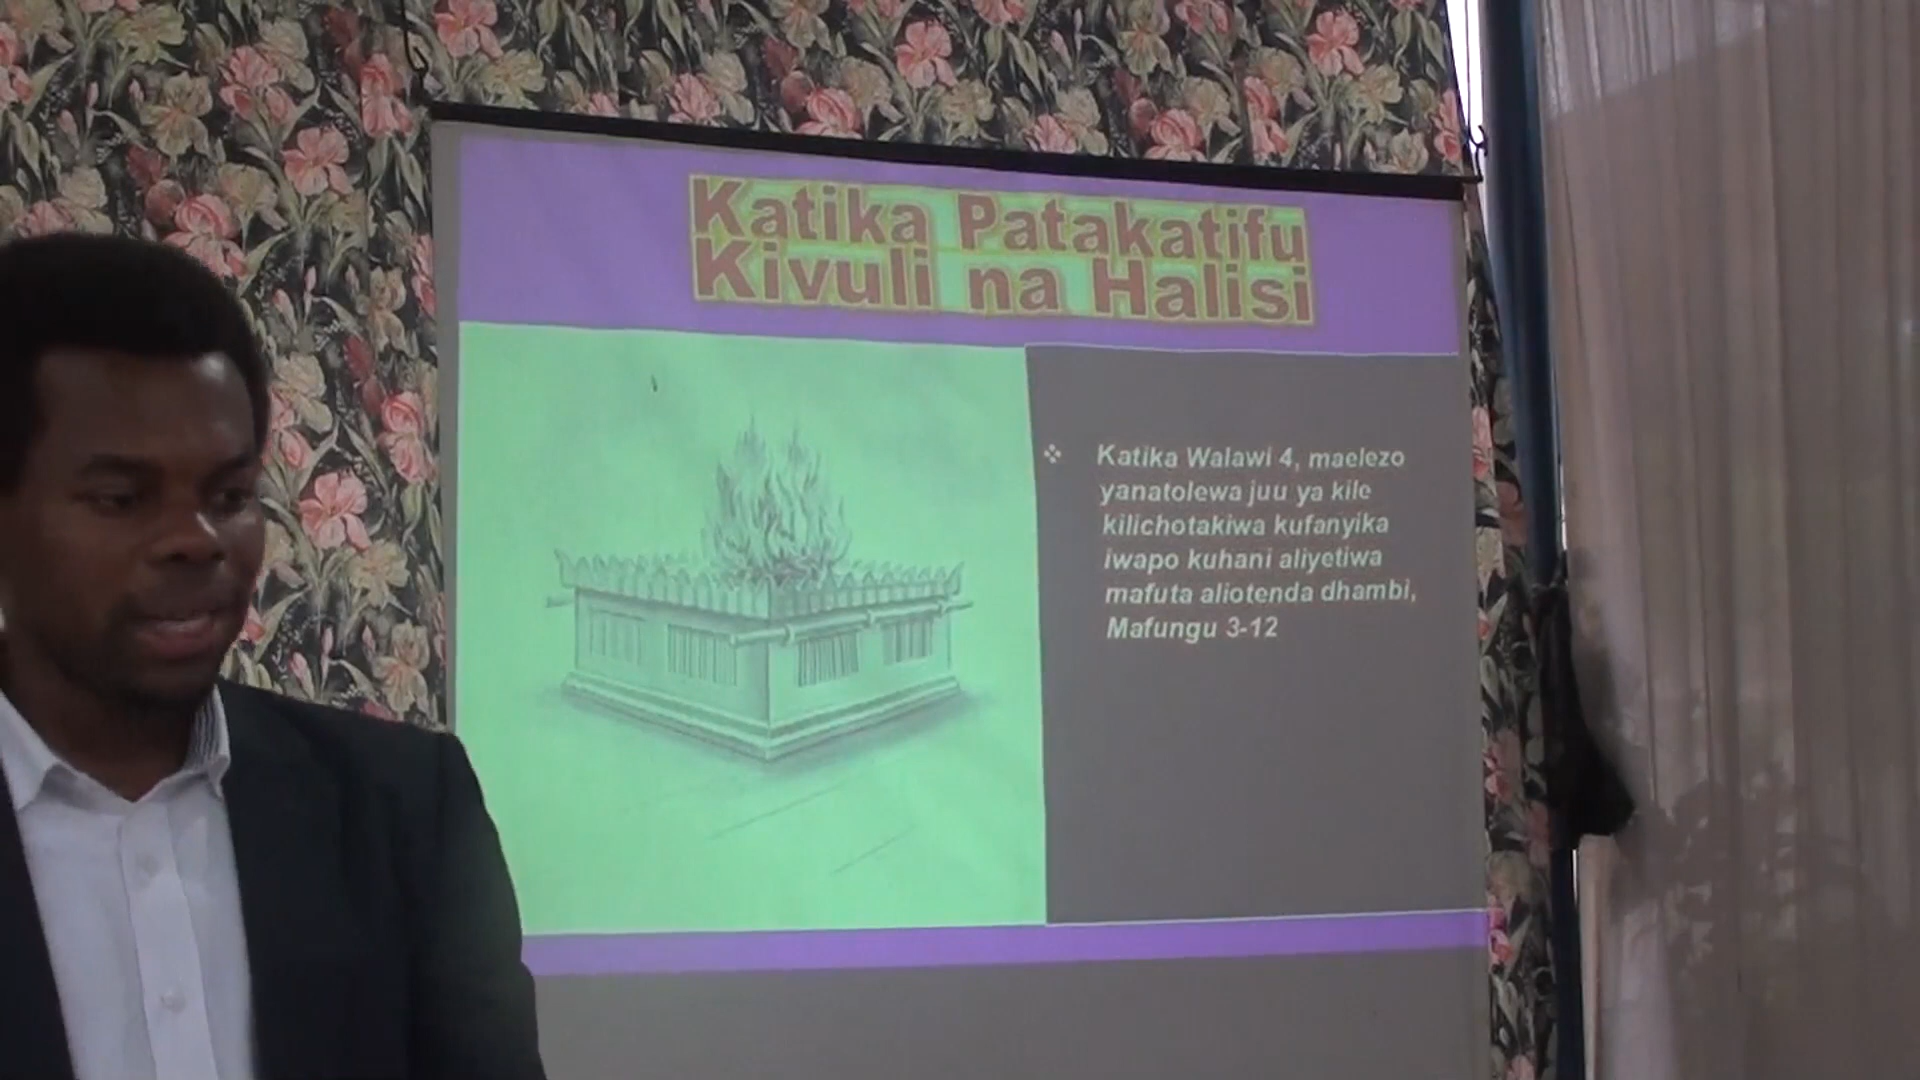 Katika Patakatifu
Kivuli na Halisi
❖ Katika Walawi 4, maelezo
yanatolewa juu ya kile
kilichotakiwa kufanyika
iwapo kuhani aliyetiwa
mafuta aliotenda dhambi,
Mafungu 3-12